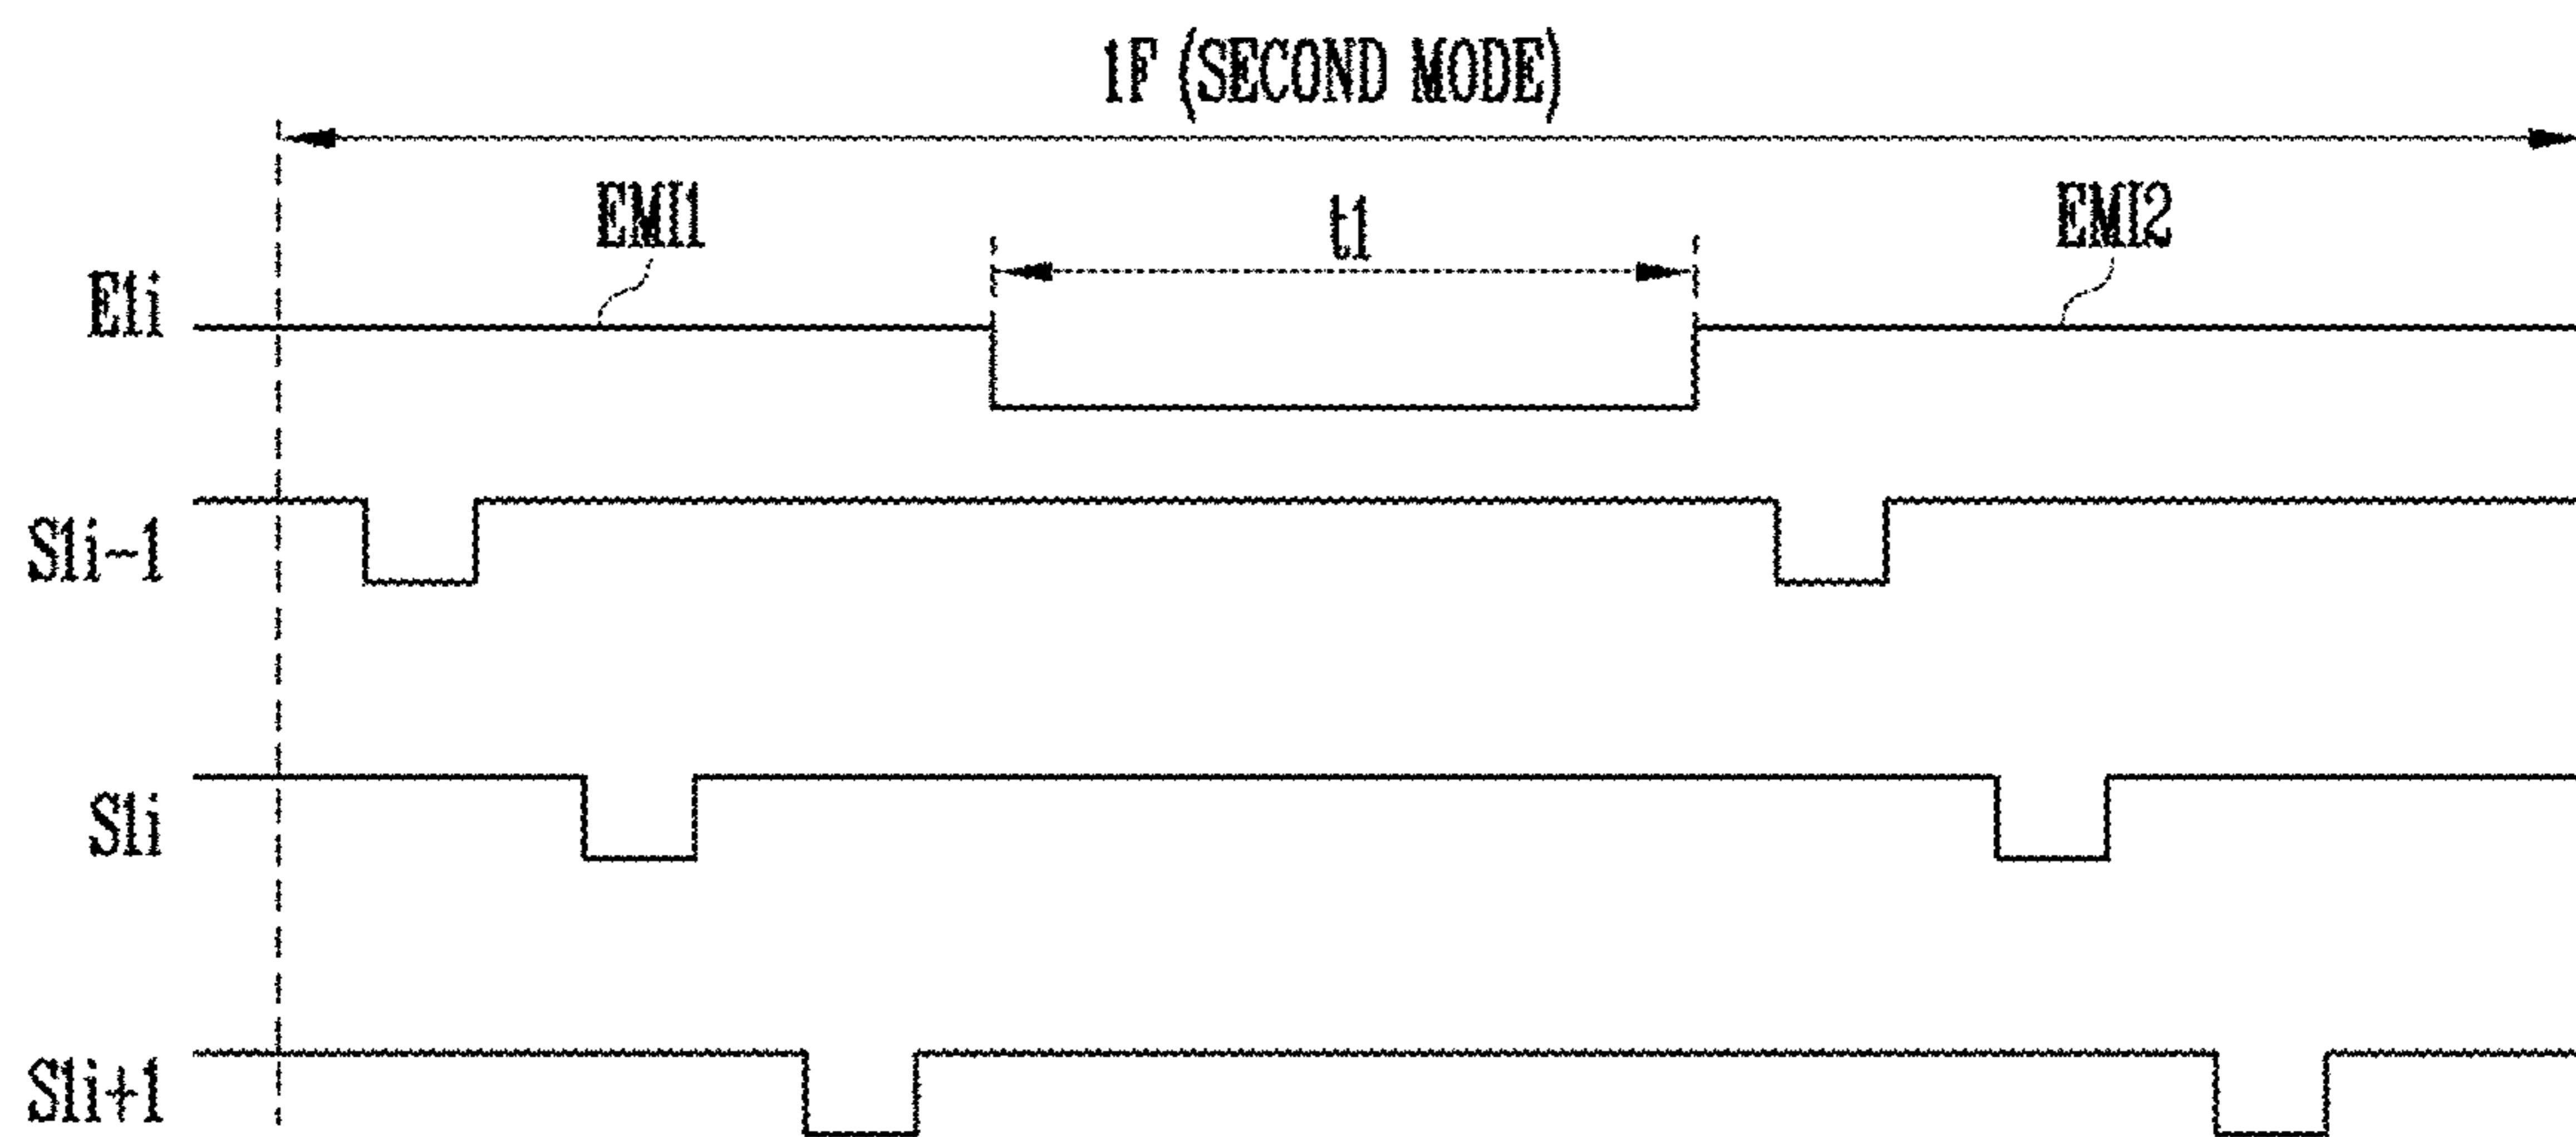 1F (SECOND MODE)
EMI1
t1
EMI2
E1i
S1i-1
S1i
S1i+1